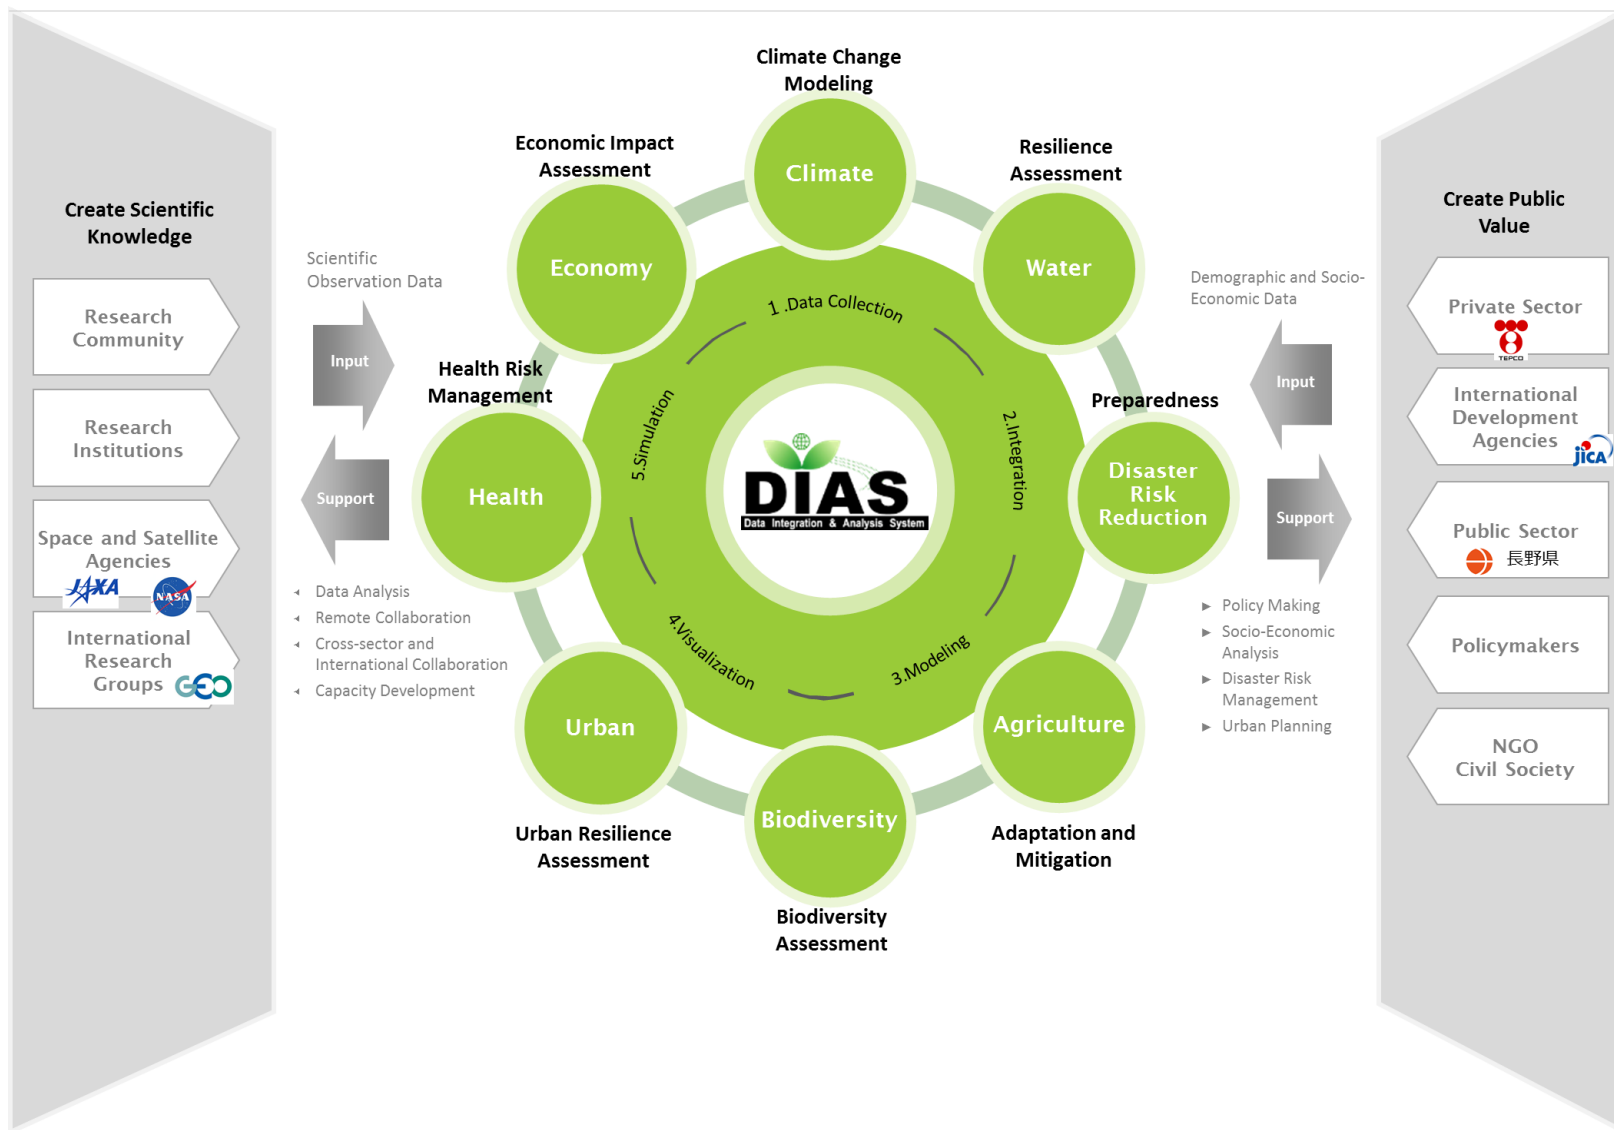 Create Scientific
Knowledge
Research
Community
Research
Institutions
Space and Satellite
Agencies
JAXA
NASA
International
Research
Groups
GEO
Scientific
Observation Data
Input
Support
Data Analysis
Remote Collaboration
Cross-sector and
International Collaboration
Capacity Development
Climate Change
Modeling
Climate
Economic Impact
Assessment
Economy
Resilience
Assessment
Water
Health Risk
Management
Health
Preparedness
Disaster
Risk
Reduction
1.Data Collection
2.Integration
3.Modeling
4.Visualization
5.Simulation
DIAS
Data Integration & Analysis System
Urban
Urban Resilience
Assessment
Biodiversity
Biodiversity
Assessment
Agriculture
Adaptation and
Mitigation
Demographic and Socio-
Economic Data
Input
Support
Policy Making
Socio-Economic
Analysis
Disaster Risk
Management
Urban Planning
Create Public
Value
Private Sector
TEPCO
International
Development
Agencies
jICA
Public Sector
長野県
Policymakers
NGO
Civil Society